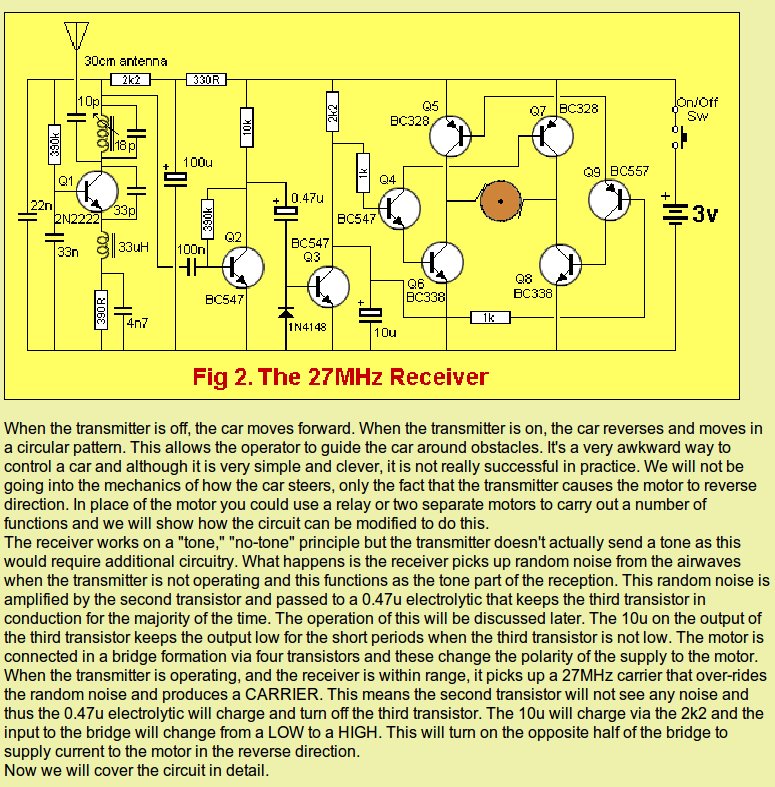 30cm antenna
2k2
330R
10p
18p
390k
Q1
2N2222
33p
22n
33n
33uH
390R
4n7
100u
100n
390k
10k
Q2
BC547
0.47u
BC547
Q3
1N4148
2k2
1k
10u
Q4
BC547
Q5
BC328
Q6
BC338
Q7
BC328
Q8
BC338
Q9 BC557
1k
On/Off
Sw
3v
Fig 2. The 27MHz Receiver
When the transmitter is off, the car moves forward. When the transmitter is on, the car reverses and moves in
a circular pattern. This allows the operator to guide the car around obstacles. It's a very awkward way to
control a car and although it is very simple and clever, it is not really successful in practice. We will not be
going into the mechanics of how the car steers, only the fact that the transmitter causes the motor to reverse
direction. In place of the motor you could use a relay or two separate motors to carry out a number of
functions and we will show how the circuit can be modified to do this.
The receiver works on a "tone," "no-tone" principle but the transmitter doesn't actually send a tone as this
would require additional circuitry. What happens is the receiver picks up random noise from the airwaves
when the transmitter is not operating and this functions as the tone part of the reception. This random noise is
amplified by the second transistor and passed to a 0.47u electrolytic that keeps the third transistor in
conduction for the majority of the time. The operation of this will be discussed later. The 10u on the output of
the third transistor keeps the output low for the short periods when the third transistor is not low. The motor is
connected in a bridge formation via four transistors and these change the polarity of the supply to the motor.
When the transmitter is operating, and the receiver is within range, it picks up a 27MHz carrier that over-rides
the random noise and produces a CARRIER. This means the second transistor will not see any noise and
thus the 0.47u electrolytic will charge and turn off the third transistor. The 10u will charge via the 2k2 and the
input to the bridge will change from a LOW to a HIGH. This will turn on the opposite half of the bridge to
supply current to the motor in the reverse direction.
Now we will cover the circuit in detail.